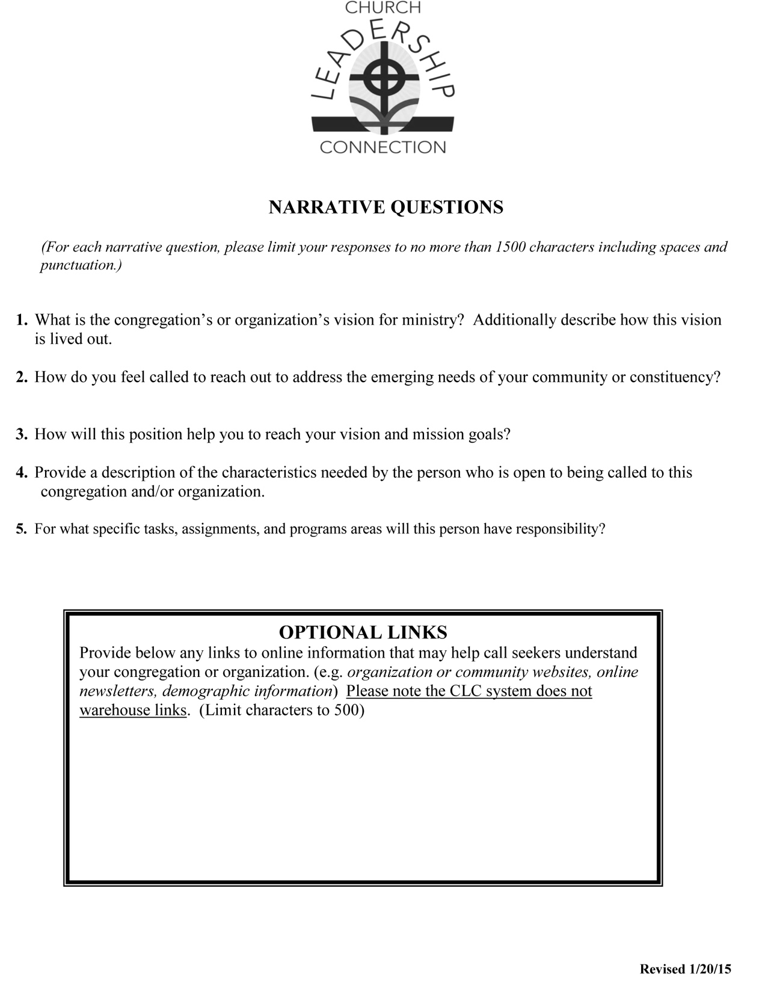 CHURCH
LEADERSHIP
CONNECTION
NARRATIVE QUESTIONS
(For each narrative question, please limit your responses to no more than 1500 characters including spaces and
punctuation.)
1. What is the congregation’s or organization’s vision for ministry?  Additionally describe how this vision
is lived out.
2. How do you feel called to reach out to address the emerging needs of your community or constituency?
3. How will this position help you to reach your vision and mission goals?
4. Provide a description of the characteristics needed by the person who is open to being called to this
congregation and/or organization.
5. For what specific tasks, assignments, and programs areas will this person have responsibility?
OPTIONAL LINKS
Provide below any links to online information that may help call seekers understand
your congregation or organization. (e.g. organization or community websites, online
newsletters, demographic information)  Please note the CLC system does not
warehouse links.  (Limit characters to 500)
Revised 1/20/15